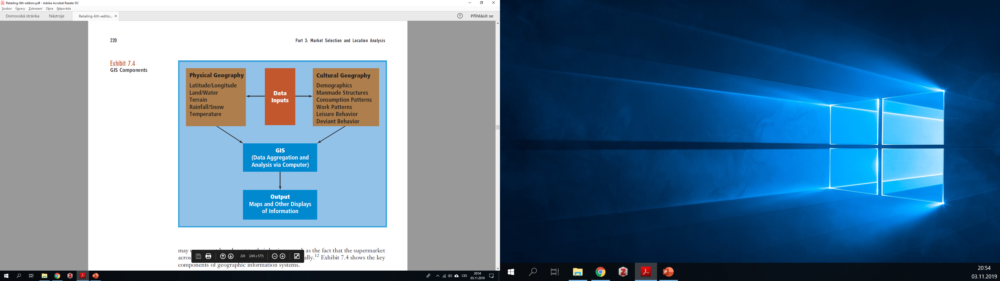 Retailing-6th-edition.pdf - Adobe Acrobat Reader DC
Soubor Úpravy Zobrazení Okna Nápověda
Domovská stránka Nástroje Retailing-6th-editio... × Přihlásit se
220 Part 3: Market Selection and Location Analysis
Exhibit 7.4
GIS Components
Physical Geography
Latitude/Longitude
Land/Water
Terrain
Rainfall/Snow
Temperature
Data
Inputs
Cultural Geography
Demographics
Manmade Structures
Consumption Patterns
Work Patterns
Leisure Behavior
Deviant Behavior
GIS
(Data Aggregation and
Analysis via Computer)
Output
Maps and Other Displays
of Information
may as the fact that the supermarket
acros ally.12 Exhibit 7.4 shows the key
components of geographic information systems.
220 (245 z 577)
CES
20:54
03.11.2019
20:54
03.11.2019